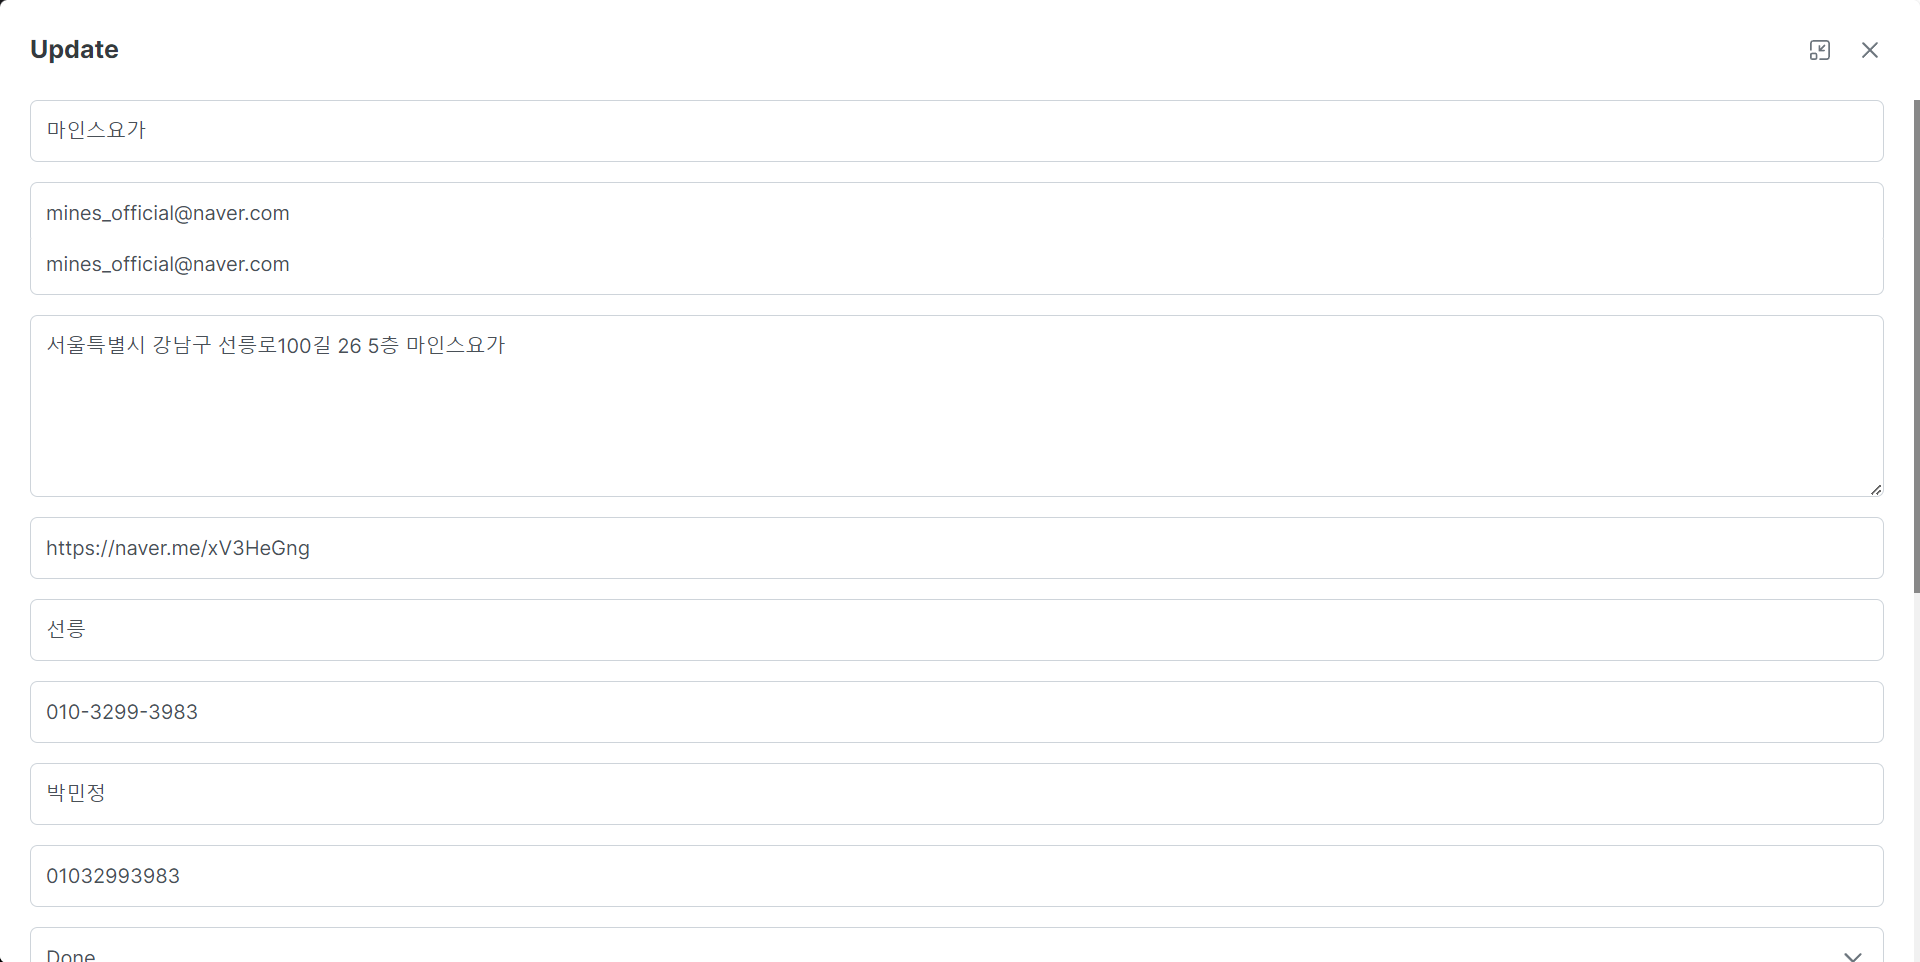 Update
마인스요가
mines_official@naver.com
mines_official@naver.com
서울특별시 강남구 선릉로100길 26 5층 마인스요가
https://naver.me/xV3HeGng
선릉
010-3299-3983
박민정
01032993983
Done